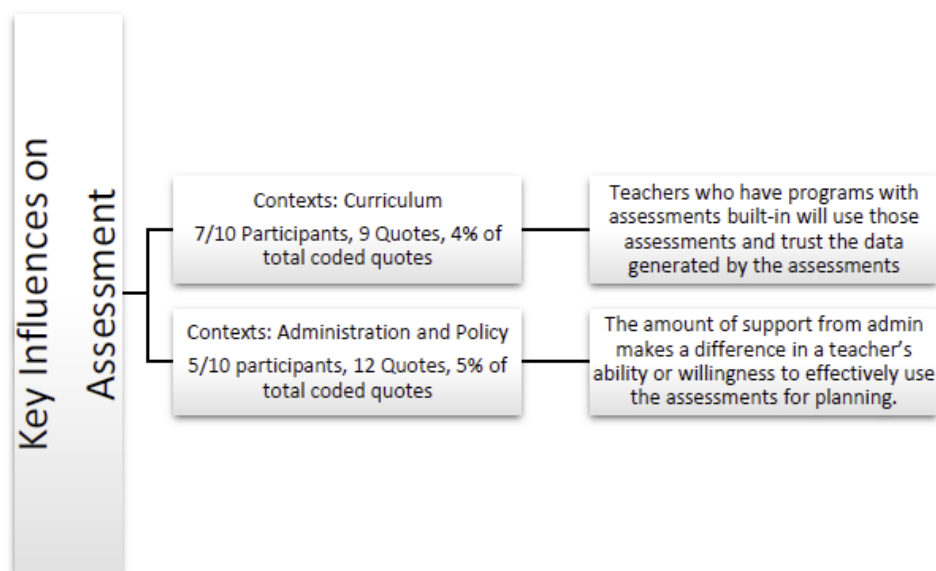 Key Influences on
Assessment
Contexts: Curriculum
7/10 Participants, 9 Quotes, 4% of
total coded quotes
Teachers who have programs with
assessments built-in will use those
assessments and trust the data
generated by the assessments
Contexts: Administration and Policy
5/10 participants, 12 Quotes, 5% of
total coded quotes
The amount of support from admin
makes a difference in a teacher’s
ability or willingness to effectively use
the assessments for planning.